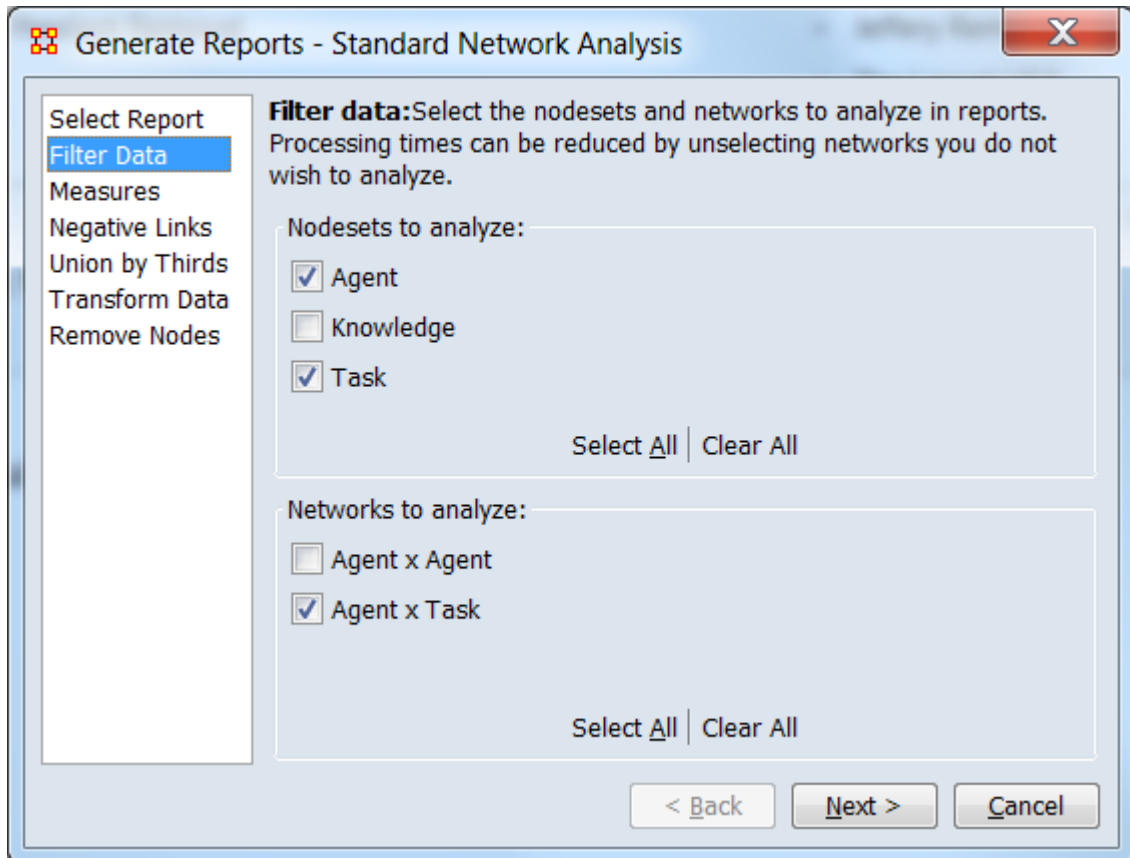 Generate Reports - Standard Network Analysis
Select Report
Filter Data
Measures
Negative Links
Union by Thirds
Transform Data
Remove Nodes
Filter data:Select the nodesets and networks to analyze in reports.
Processing times can be reduced by unselecting networks you do not
wish to analyze.
Nodesets to analyze:
Agent
Knowledge
Task
Select All Clear All
Networks to analyze:
Agent x Agent
Agent x Task
Select All Clear All
< Back Next > Cancel